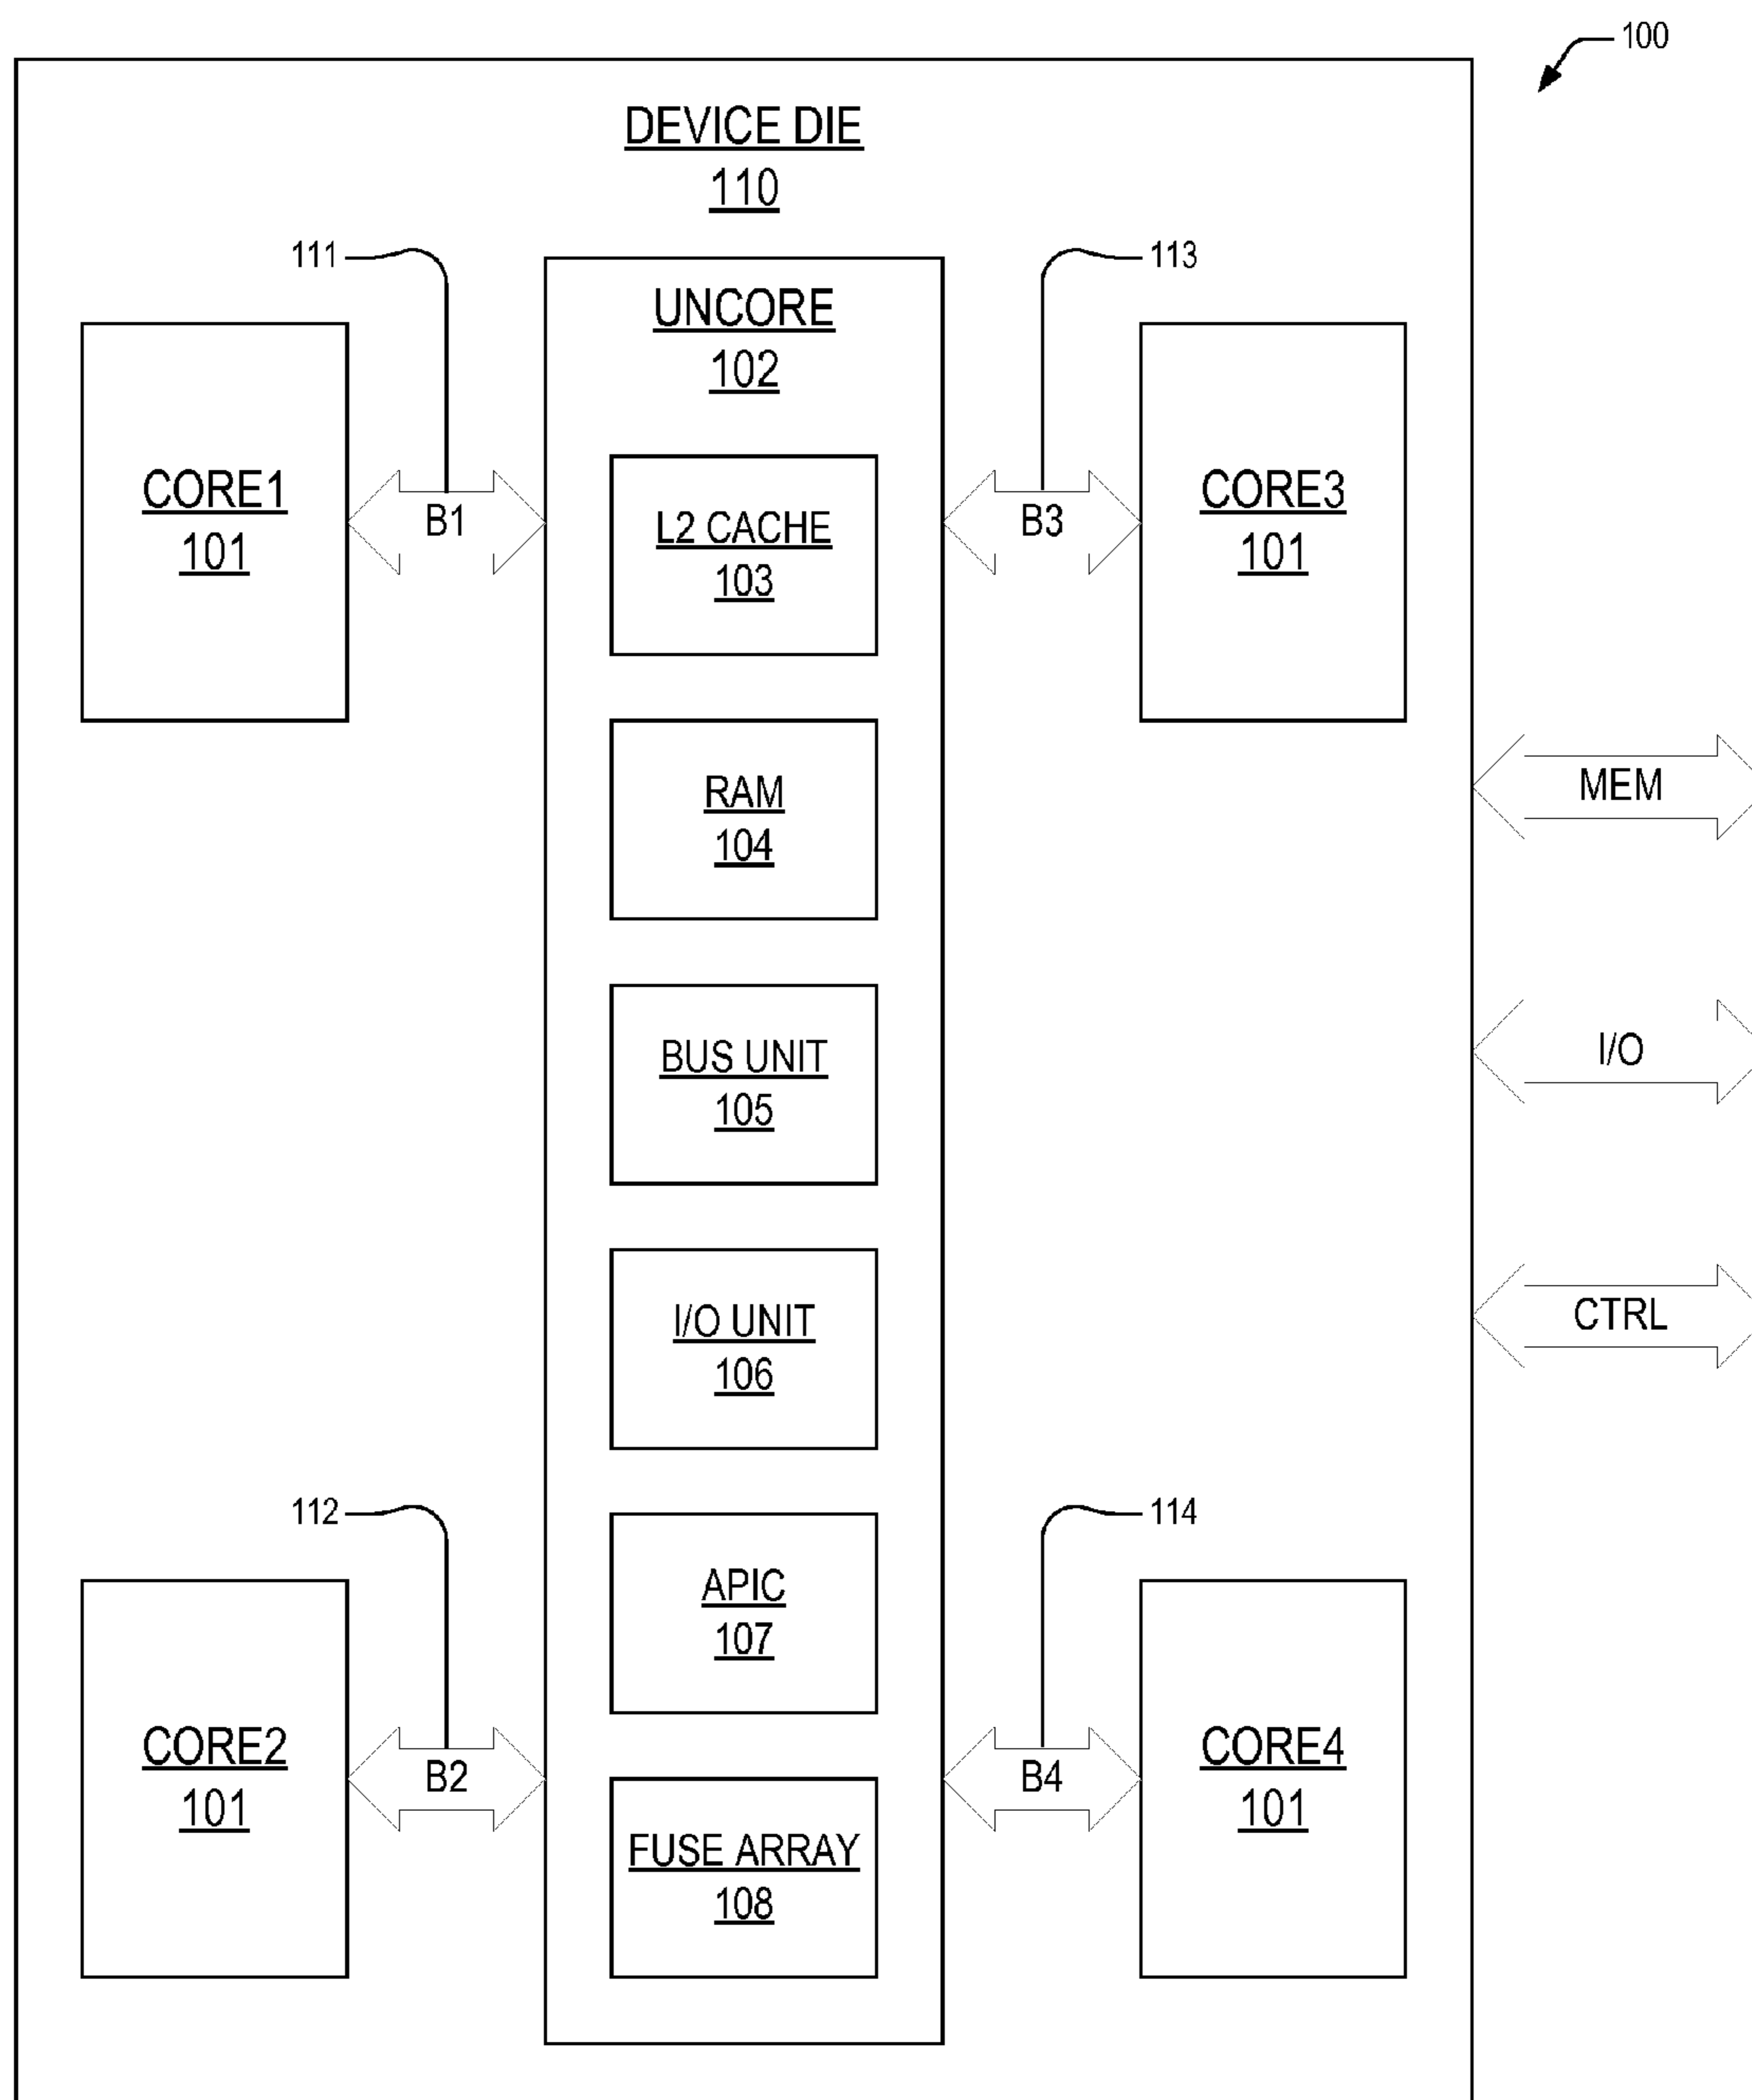 100
DEVICE DIE
110
111
113
UNCORE
102
CORE1
101
B1
L2 CACHE
103
B3
CORE3
101
RAM
104
MEM
BUS UNIT
105
I/O
I/O UNIT
106
CTRL
112
114
APIC
107
CORE2
101
B2
B4
CORE4
101
FUSE ARRAY
108